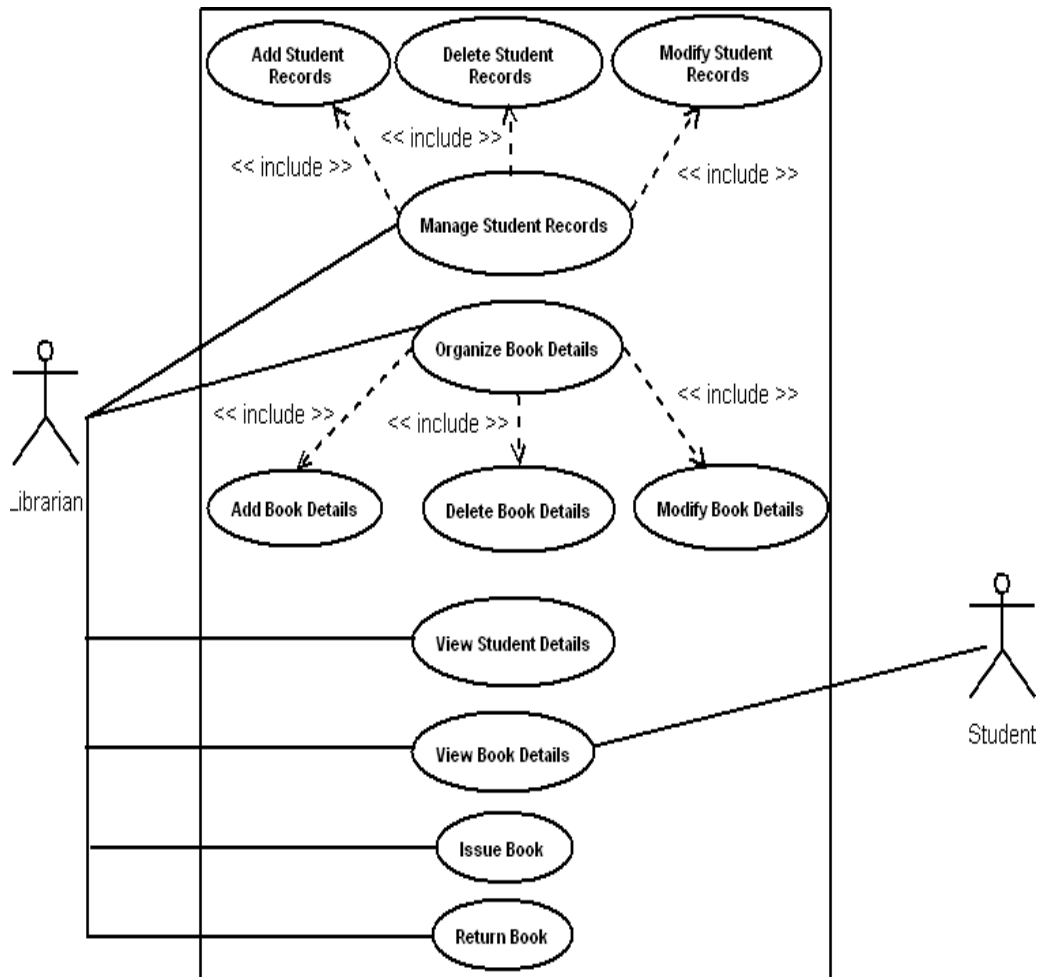 Add Student
Records
Delete Student
Records
Modify Student
Records
<< include >>
<< include >>
<< include >>
Manage Student Records
Organize Book Details
<< include >>
<< include >>
<< include >>
Add Book Details
Delete Book Details
Modify Book Details
Librarian
View Student Details
View Book Details
Student
Issue Book
Return Book